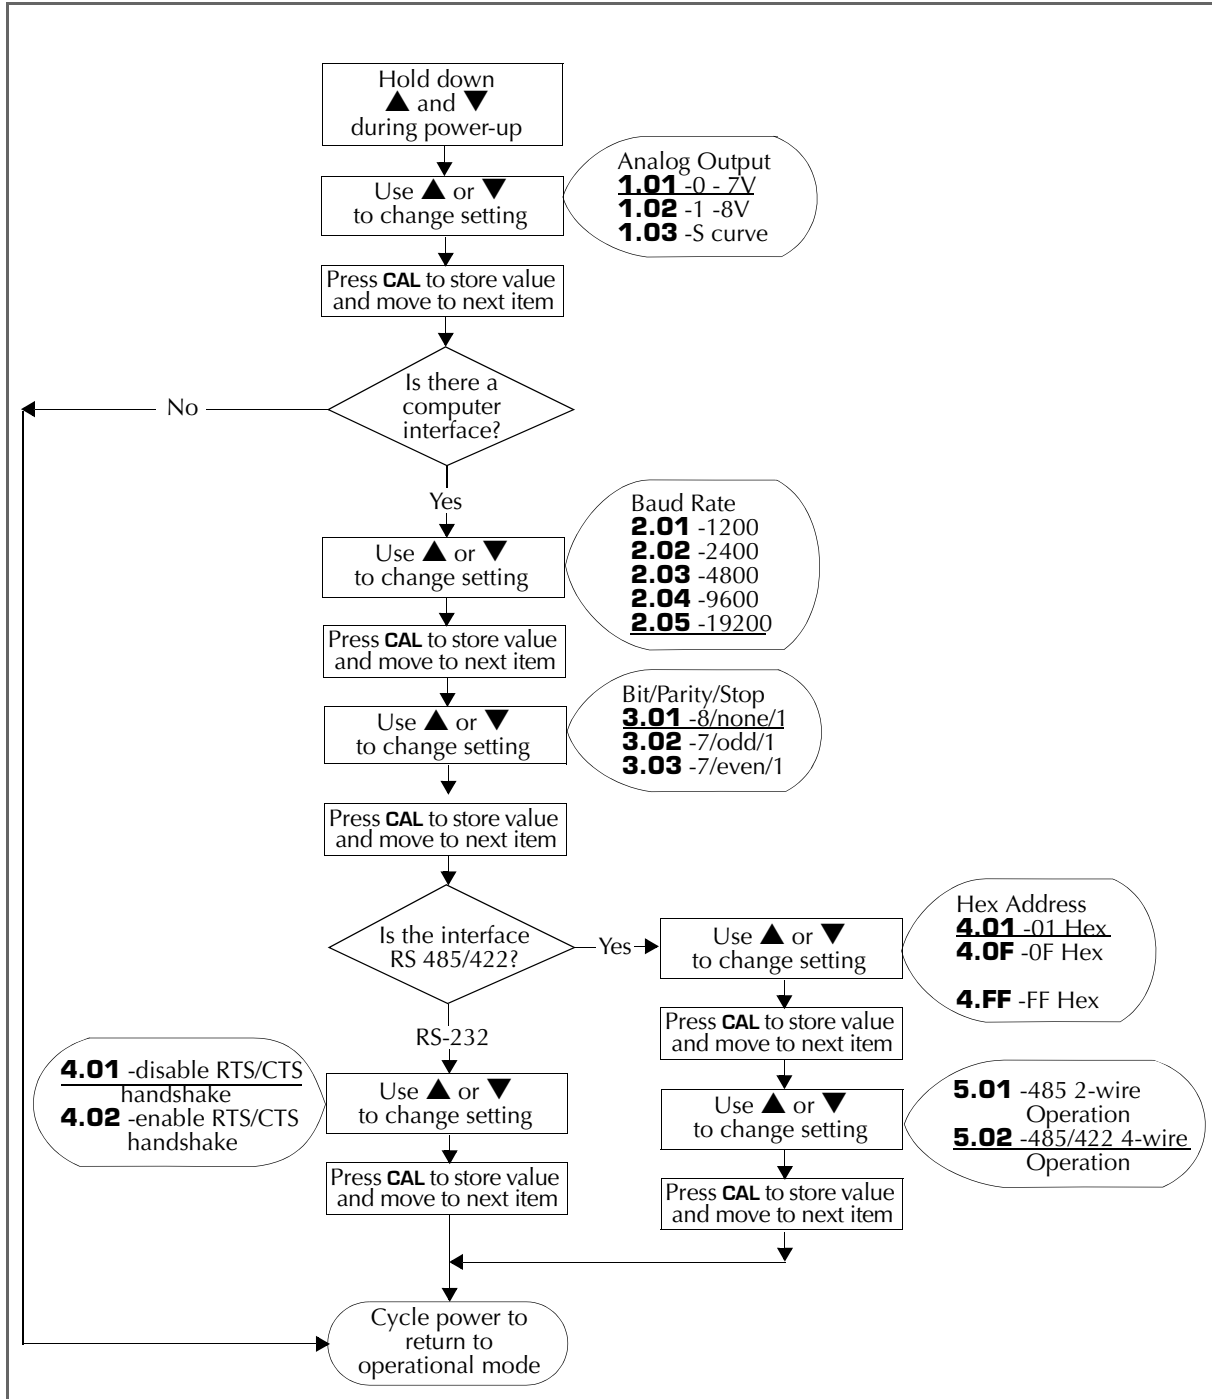 Hold down
▲ and ▼
during power-up
Use ▲ or ▼
to change setting
Analog Output
1.01 -0 - 7V
1.02 -1 -8V
1.03 -S curve
Press CAL to store value
and move to next item
Is there a
computer
interface?
No
Yes
Use ▲ or ▼
to change setting
Baud Rate
2.01 -1200
2.02 -2400
2.03 -4800
2.04 -9600
2.05 -19200
Press CAL to store value
and move to next item
Use ▲ or ▼
to change setting
Bit/Parity/Stop
3.01 -8/none/1
3.02 -7/odd/1
3.03 -7/even/1
Press CAL to store value
and move to next item
Is the interface
RS 485/422?
Yes
Use ▲ or ▼
to change setting
Hex Address
4.01 -01 Hex
4.0F -0F Hex
4.FF -FF Hex
Press CAL to store value
and move to next item
RS-232
4.01 -disable RTS/CTS
handshake
4.02 -enable RTS/CTS
handshake
Use ▲ or ▼
to change setting
Use ▲ or ▼
to change setting
5.01 -485 2-wire
Operation
5.02 -485/422 4-wire
Operation
Press CAL to store value
and move to next item
Press CAL to store value
and move to next item
Cycle power to
return to
operational mode